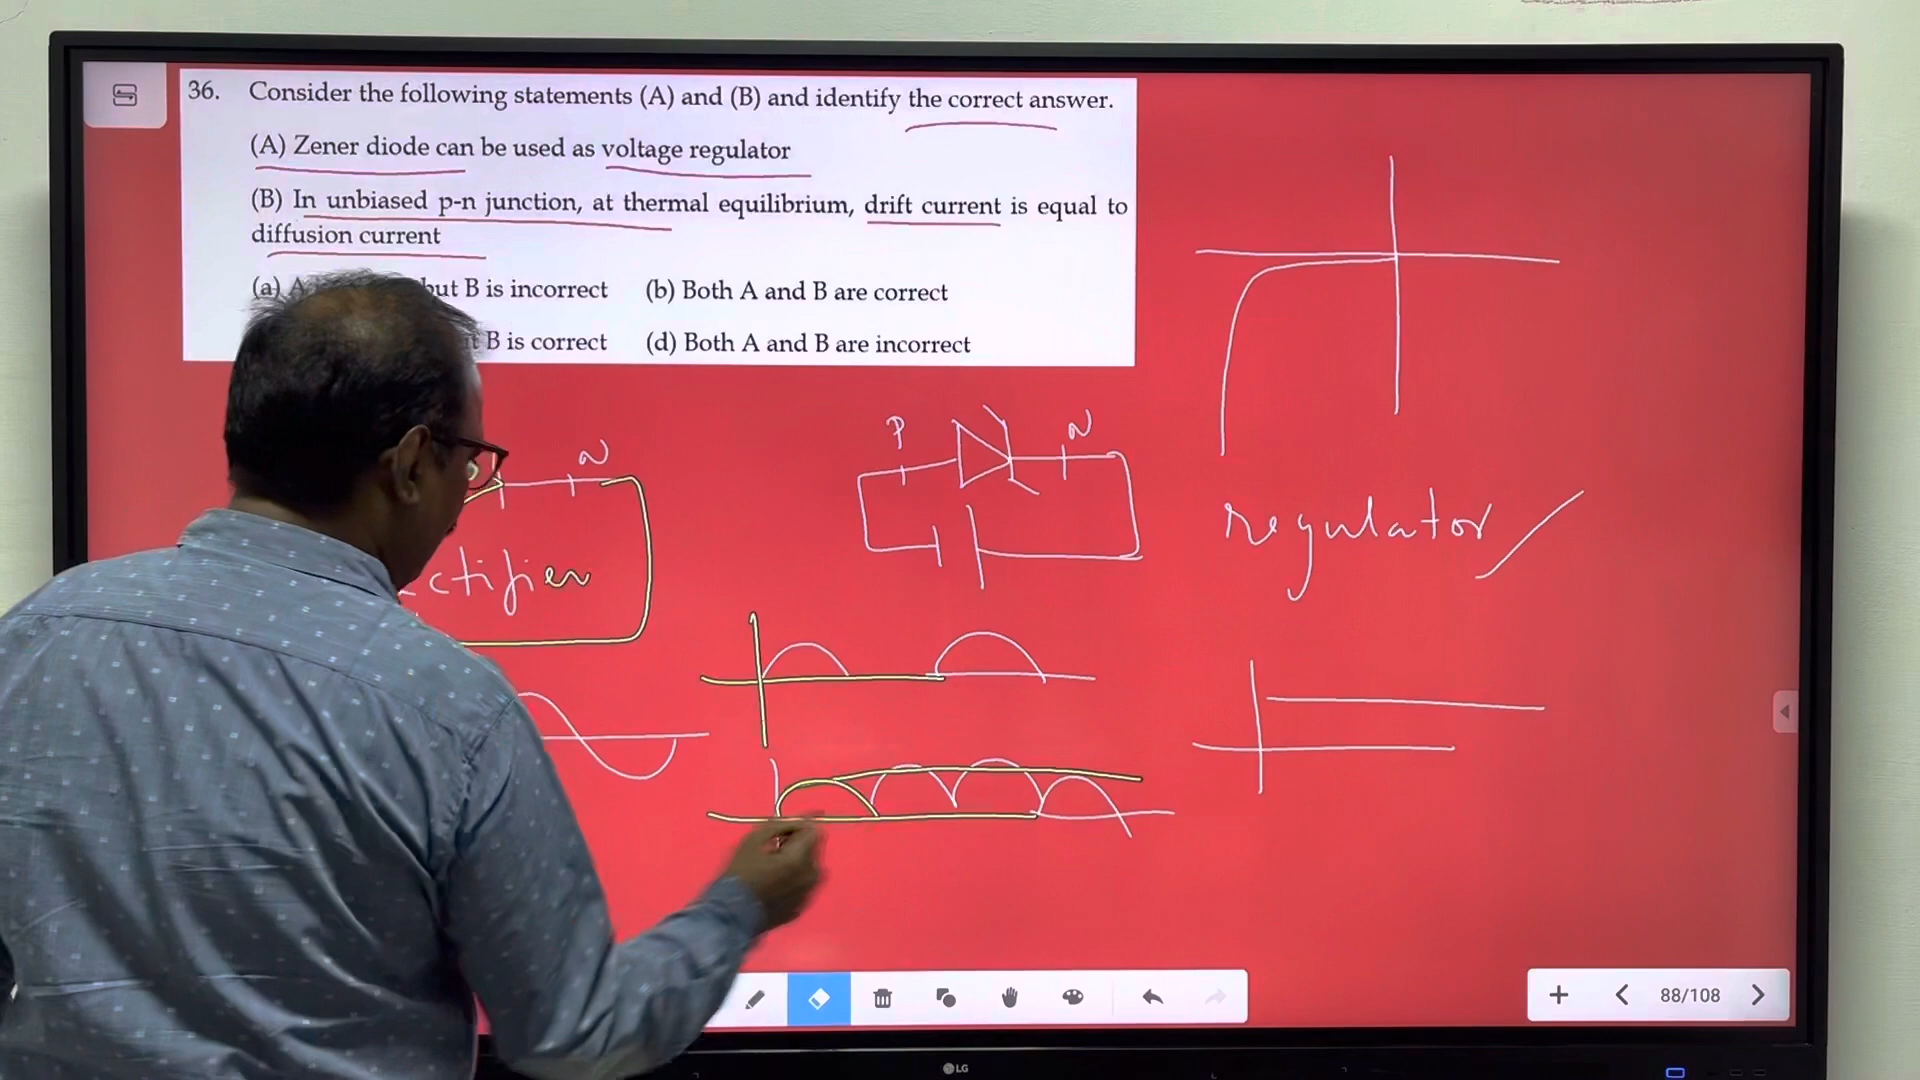 36. Consider the following statements (A) and (B) and identify the correct answer.
(A) Zener diode can be used as voltage regulator
(B) In unbiased p-n junction, at thermal equilibrium, drift current is equal to
diffusion current
(a) A but B is incorrect (b) Both A and B are correct
B is correct (d) Both A and B are incorrect
P N
N
regulator
ctifier
88/108
LG